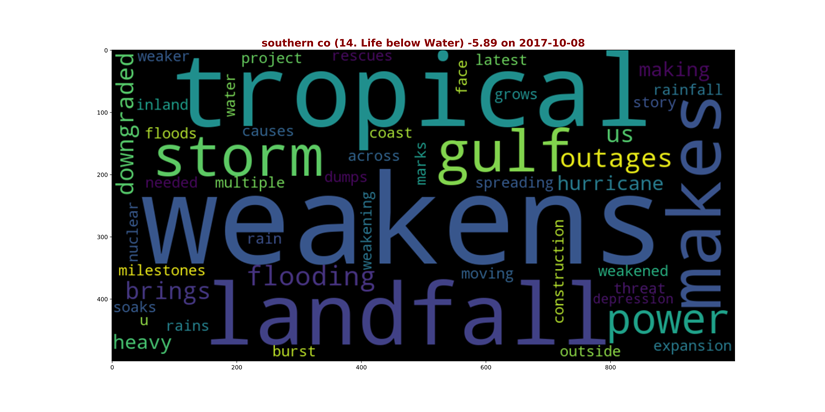 southern co (14. Life below Water) -5.89 on 2017-10-08
0
100
200
300
400
0
200
400
600
800
weaker
project
rescues
face
latest
making
tropical
downgraded
inland
water
grows
rainfall
story
floods
causes
coast
us
makes
storm
gulf
outages
across
marks
needed
multiple
dumps
spreading
hurricane
weakens
nuclear
rain
weakening
construction
milestones
flooding
moving
weakened
brings
landfall
threat
depression
soaks
u
rains
power
heavy
burst
outside
expansion